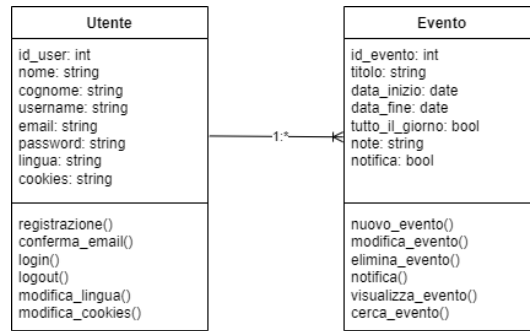 Utente
id_user: int
nome: string
cognome: string
username: string
email: string
password: string
lingua: string
cookies: string
registrazione()
conferma_email()
login()
logout()
modifica_lingua()
modifica_cookies()
1:*
Evento
id_evento: int
titolo: string
data_inizio: date
data_fine: date
tutto_il_giorno: bool
note: string
notifica: bool
nuovo_evento()
modifica_evento()
elimina_evento()
notifica()
visualizza_evento()
cerca_evento()